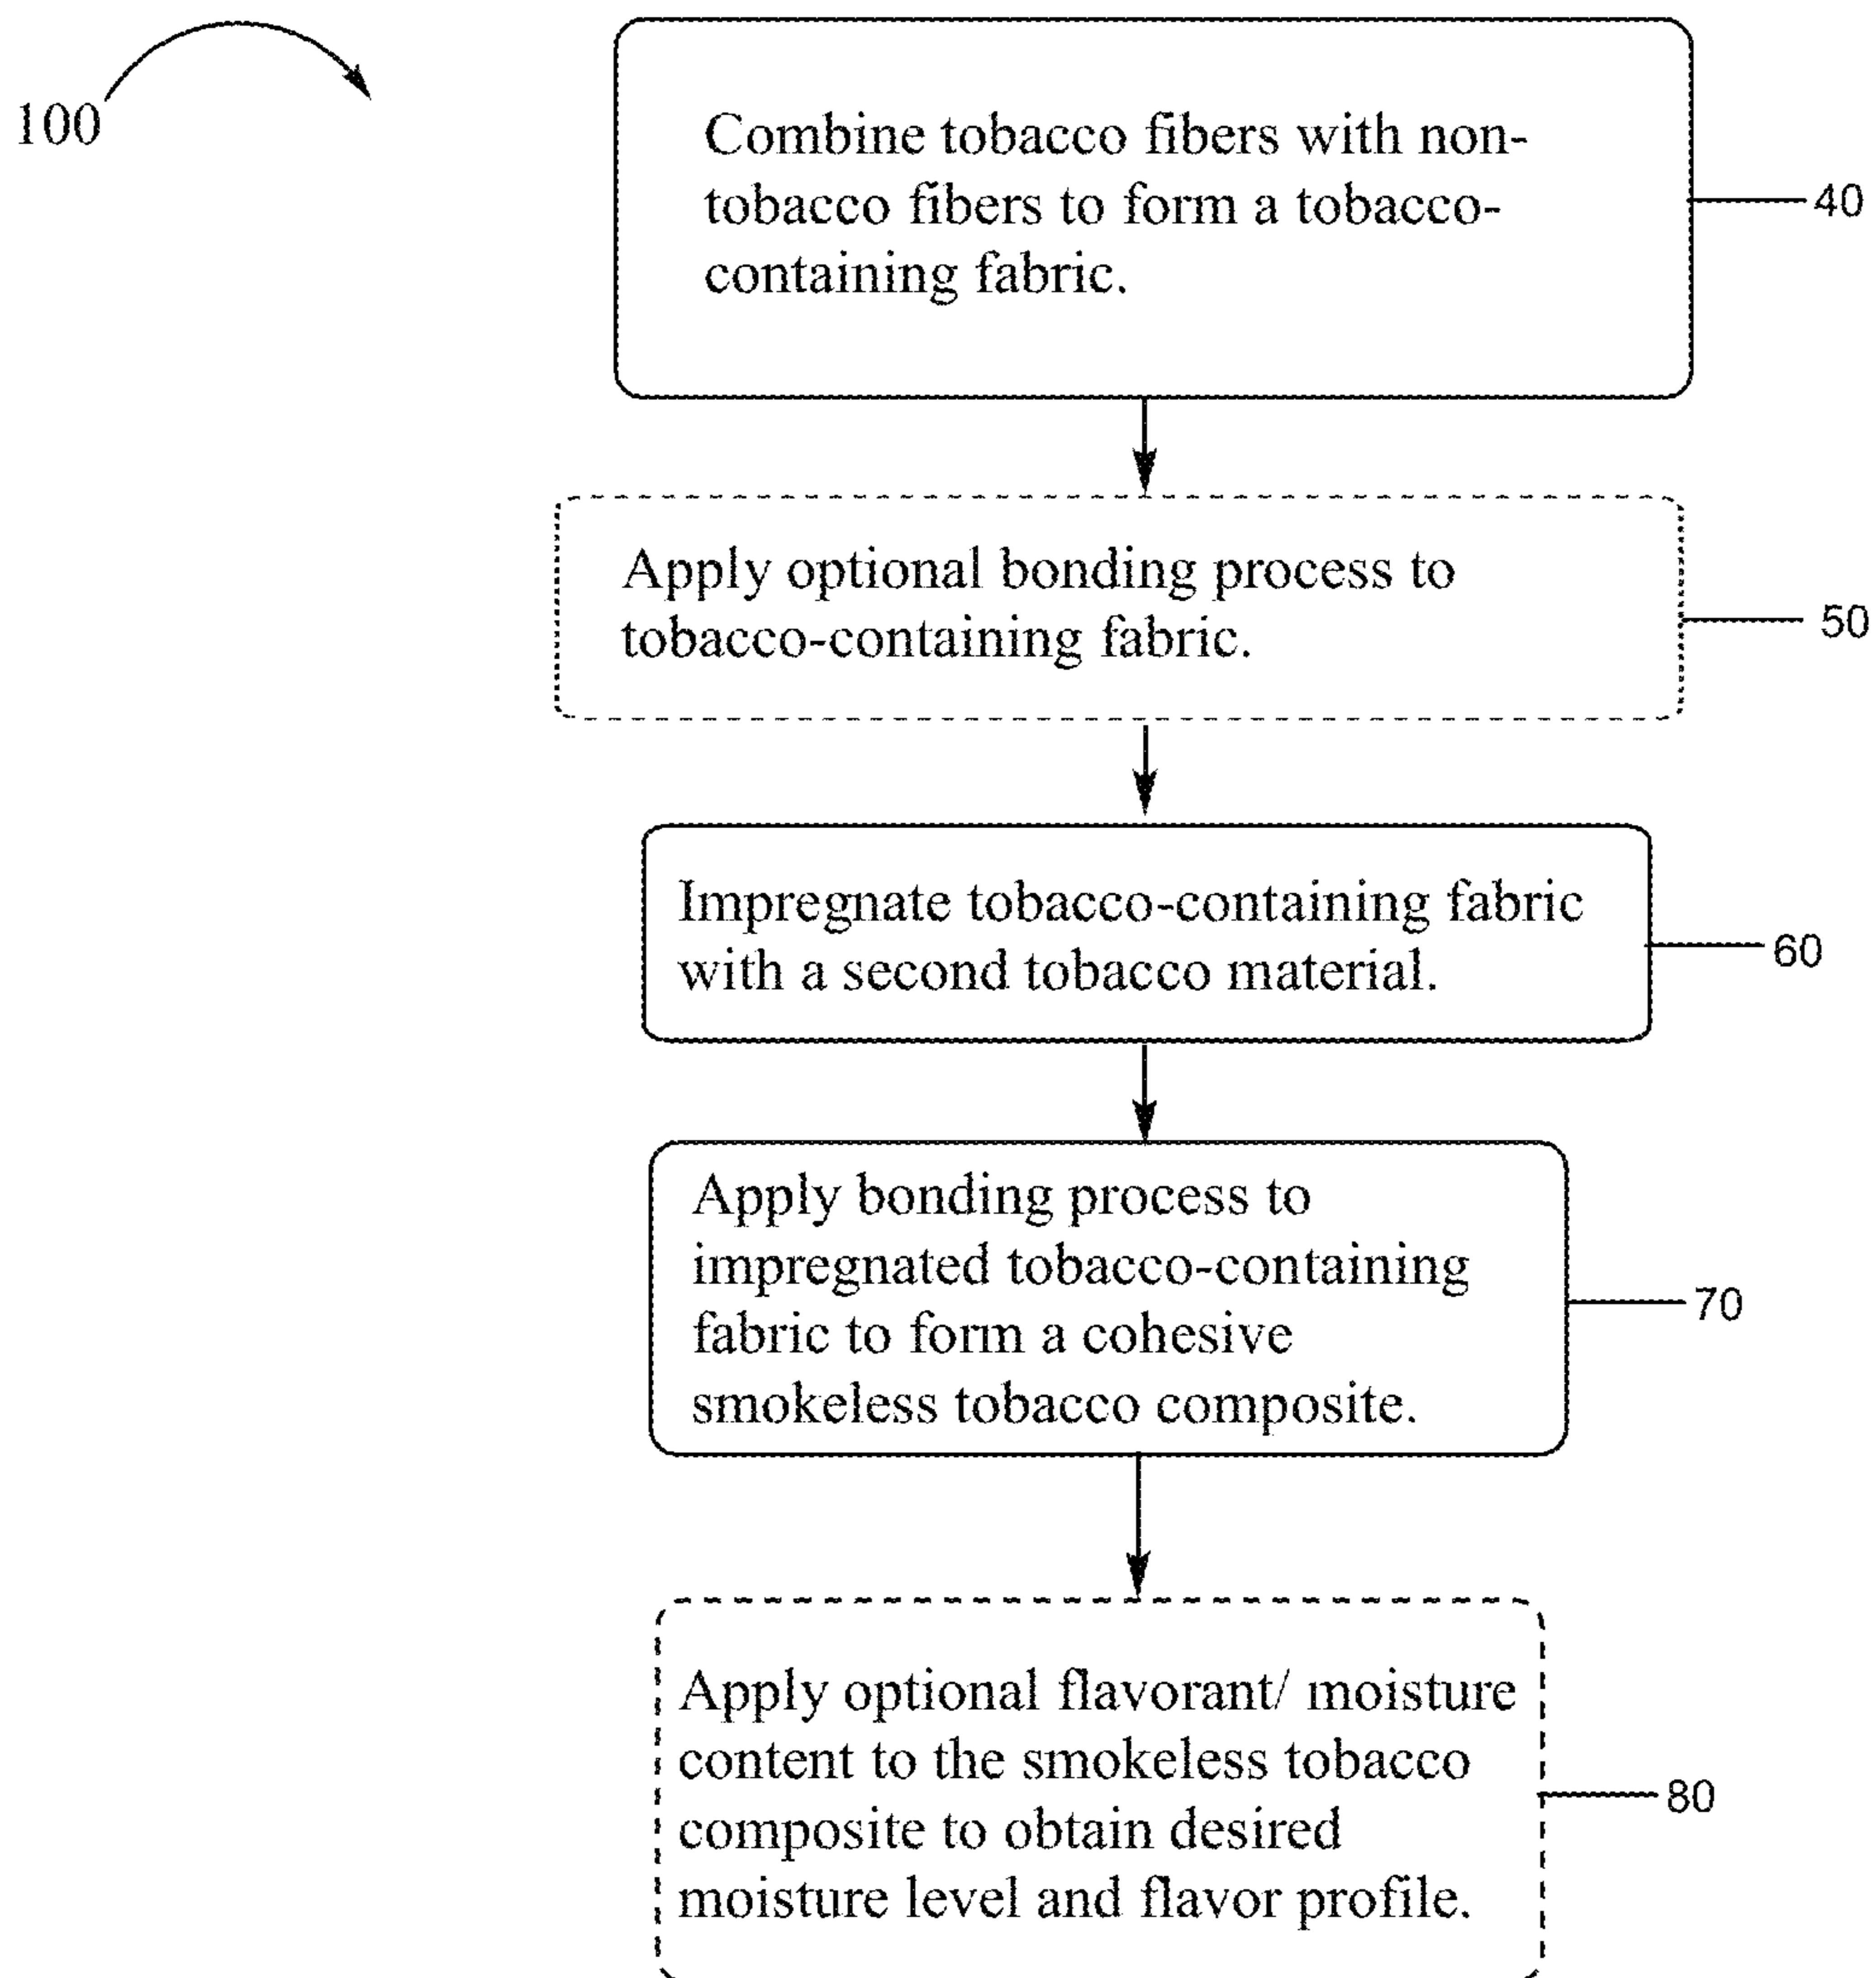 100
Combine tobacco fibers with non-
tobacco fibers to form a tobacco-
containing fabric.
40
Apply optional bonding process to
tobacco-containing fabric.
50
Impregnate tobacco-containing fabric
with a second tobacco material.
60
Apply bonding process to
impregnated tobacco-containing
fabric to form a cohesive
smokeless tobacco composite.
70
Apply optional flavorant/ moisture
content to the smokeless tobacco
composite to obtain desired
moisture level and flavor profile.
80